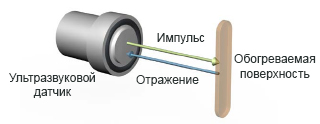 Импульс
Обогреваемая
поверхность
Ультразвуковой
датчик
Отражение